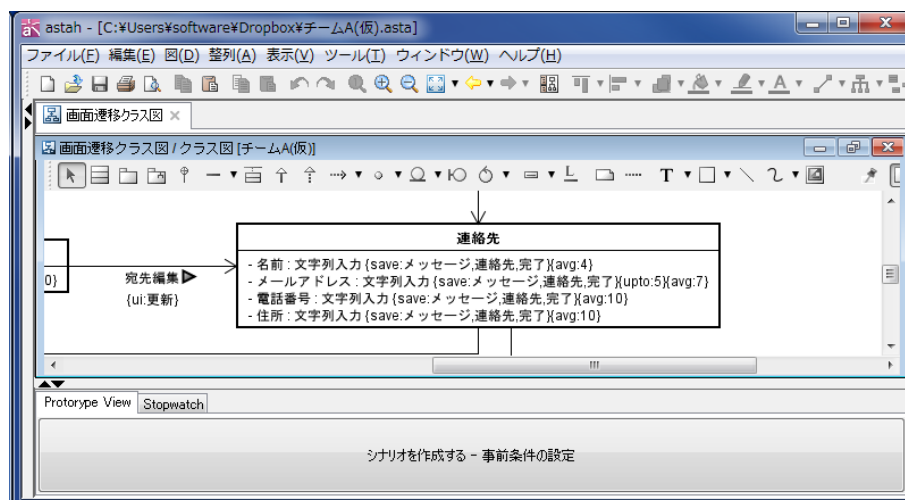 astah - [C:¥Users¥software¥Dropbox¥チームA(仮).asta]
ファイル(F) 編集(E) 図(D) 整列(A) 表示(V) ツール(T) ウィンドウ(W) ヘルプ(H)
画面遷移クラス図
画面遷移クラス図 / クラス図 [チームA(仮)]
連絡先
- 名前 : 文字列入力 {save:メッセージ,連絡先,完了}{avg:4}
- メールアドレス : 文字列入力 {save:メッセージ,連絡先,完了}{upto:5}{avg:7}
- 電話番号 : 文字列入力 {save:メッセージ,連絡先,完了}{avg:10}
- 住所 : 文字列入力 {save:メッセージ,連絡先,完了}{avg:10}
0}
宛先編集
{ui:更新}
Protorype View Stopwatch
シナリオを作成する - 事前条件の設定